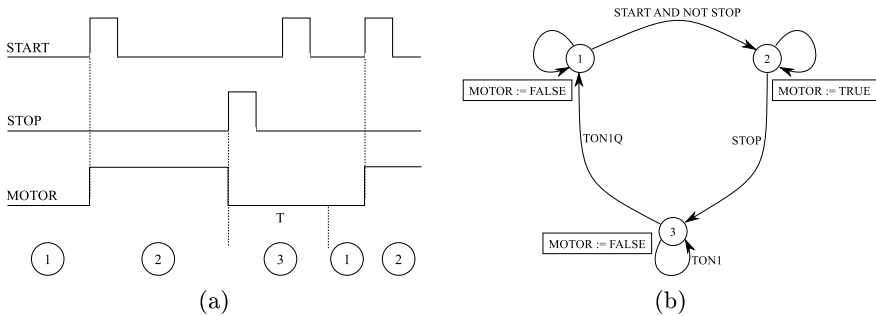 START
STOP
MOTOR
T
1
2
3
1
2
(a)
START AND NOT STOP
1
2
MOTOR := FALSE
MOTOR := TRUE
TON1Q
STOP
3
MOTOR := FALSE
TON1
(b)